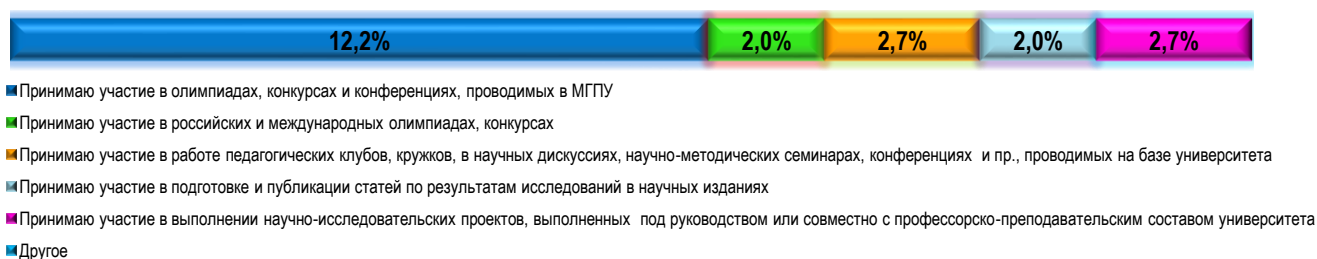 12,2% 2,0% 2,7% 2,0% 2,7%
Принимаю участие в олимпиадах, конкурсах и конференциях, проводимых в МГПУ
Принимаю участие в российских и международных олимпиадах, конкурсах
Принимаю участие в работе педагогических клубов, кружков, в научных дискуссиях, научно-методических семинарах, конференциях и пр., проводимых на базе университета
Принимаю участие в подготовке и публикации статей по результатам исследований в научных изданиях
Принимаю участие в выполнении научно-исследовательских проектов, выполненных под руководством или совместно с профессорско-преподавательским составом университета
Другое